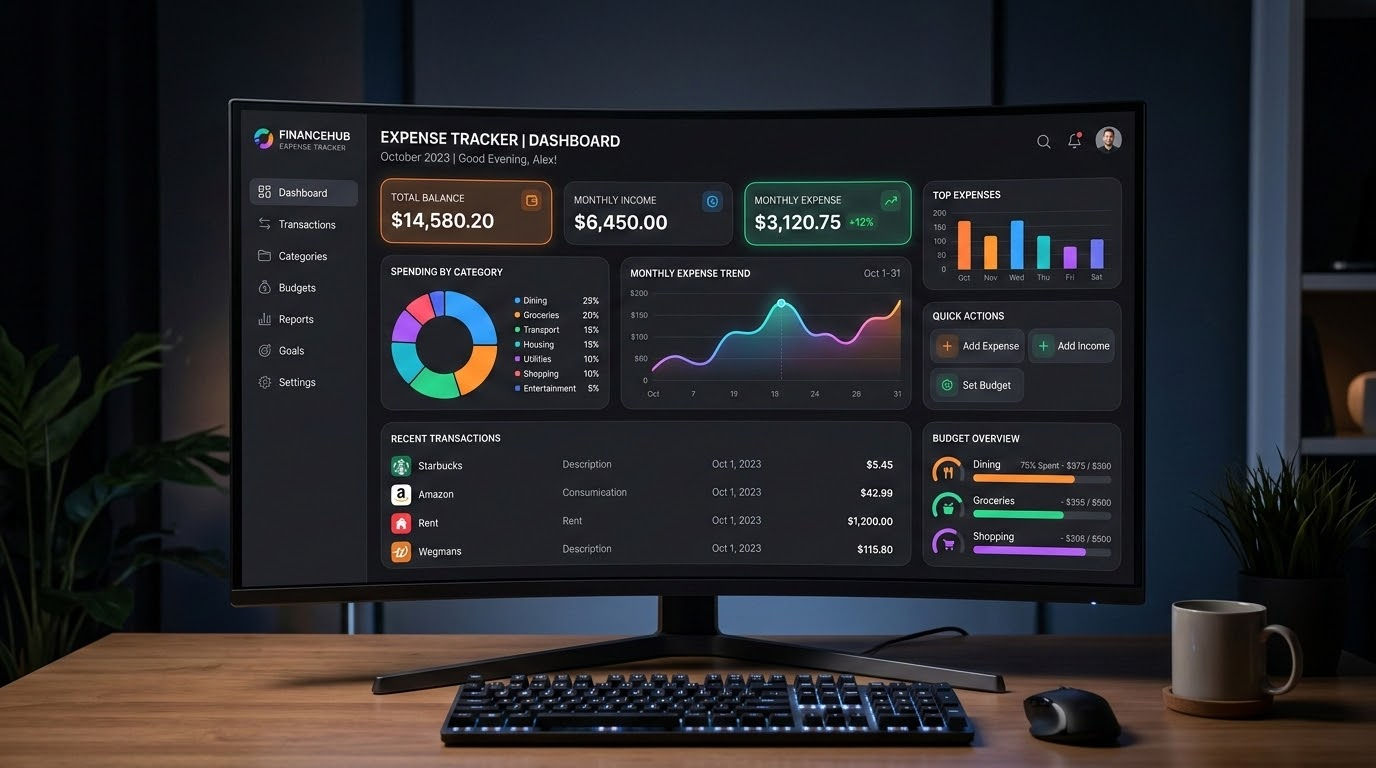 FINANCEHUB
EAPENSE TRACKER
Dashboard
Transactions
Categories
Budgets
Reports
Goals
Settings
EXPENSE TRACKER | DASHBOARD
October 2023 | Good Evening, Alex!
TOTAL BALANCE
$14,580.20
MONTHLY INCOME
$6,450.00
MONTHLY EXPENSE
$3,120.75 +12%
TOP EXPENSES
200
150
100
80
0
Gct Nov Wed Thu Fri Sat
SPENDING BY CATEGORY
Dining 29%
Groceries 20%
Transport 15%
Housing 15%
Utilities 10%
Shopping 10%
Entertainment 5%
MONTHLY EXPENSE TREND Oct 1-31
$200
$150
$100
$60
0
Oct 7 19 18 24 28 31
QUICK ACTIONS
Add Expense
Add Income
Set Budget
RECENT TRANSACTIONS
Starbucks Description Oct 1, 2023 $5.45
a Amazon Consumication Oct 1, 2023 $42.99
Rent Rent Oct 1, 2023 $1,200.00
Wegmans Description Oct 1, 2023 $115.80
BUDGET OVERVIEW
Dining 75% Spent - $375 / $300
Groceries - $355 / $500
Shopping - $308 / $500